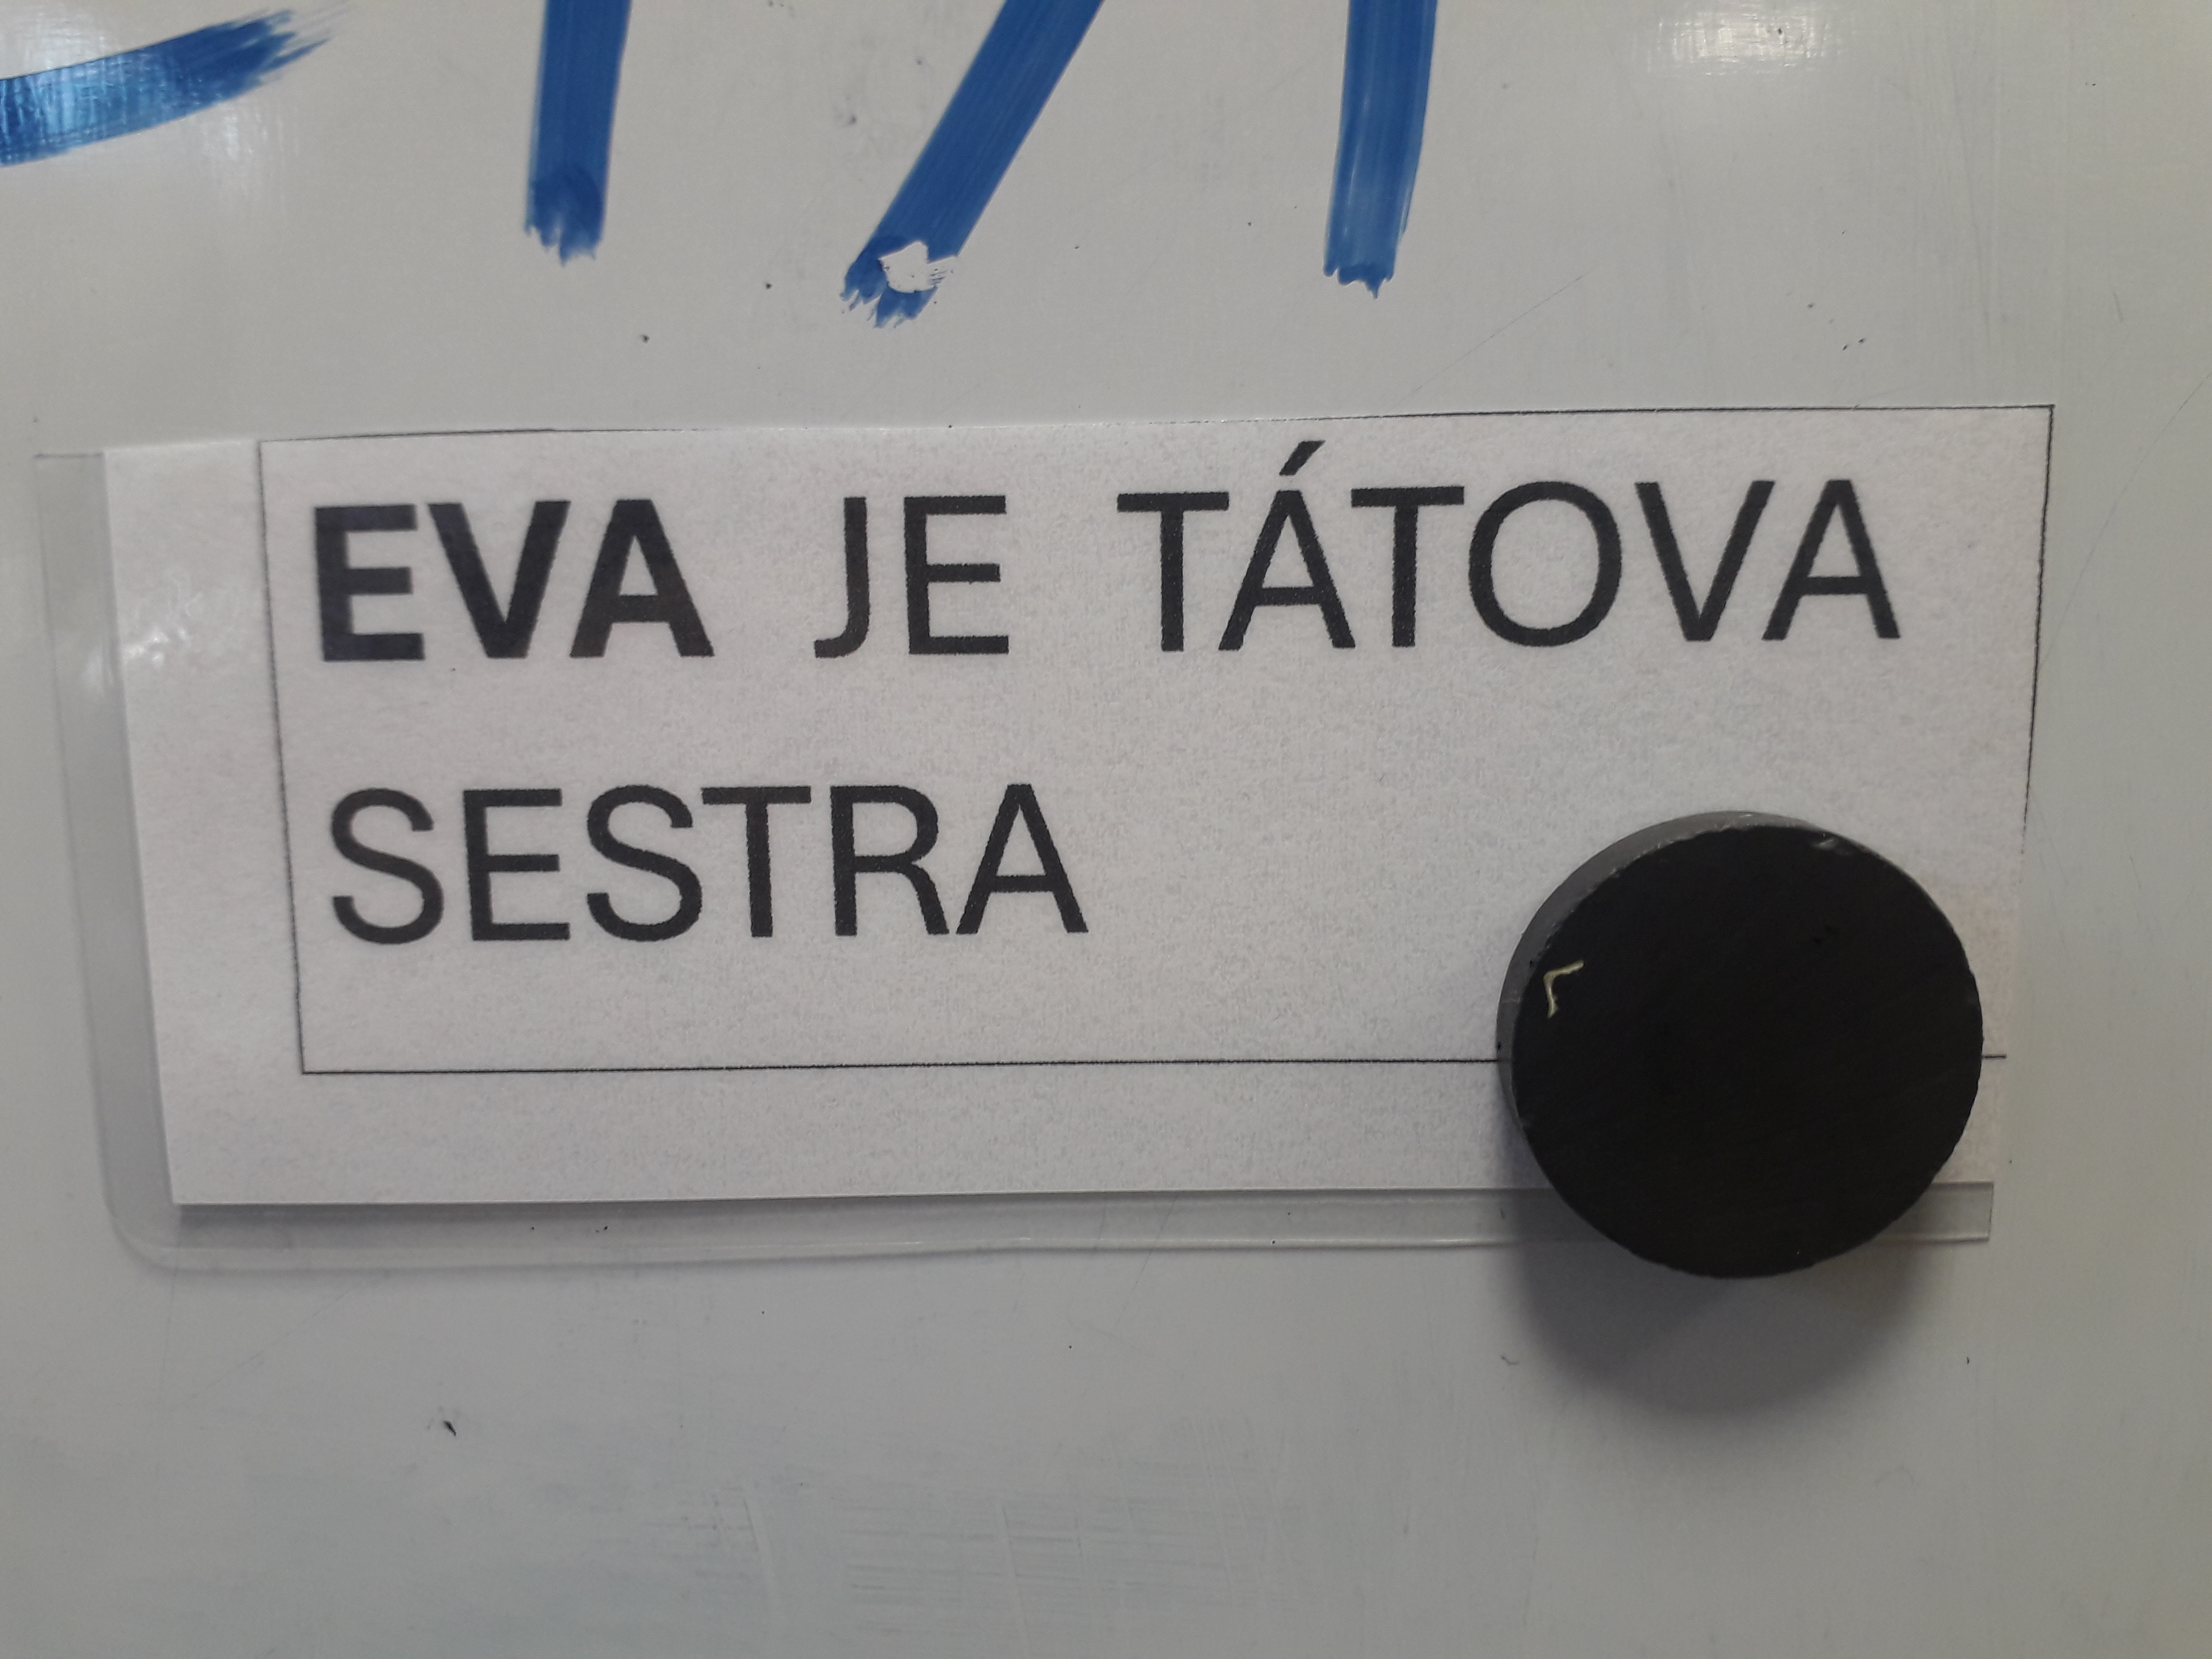 EVA JE TÁTOVA
SESTRA